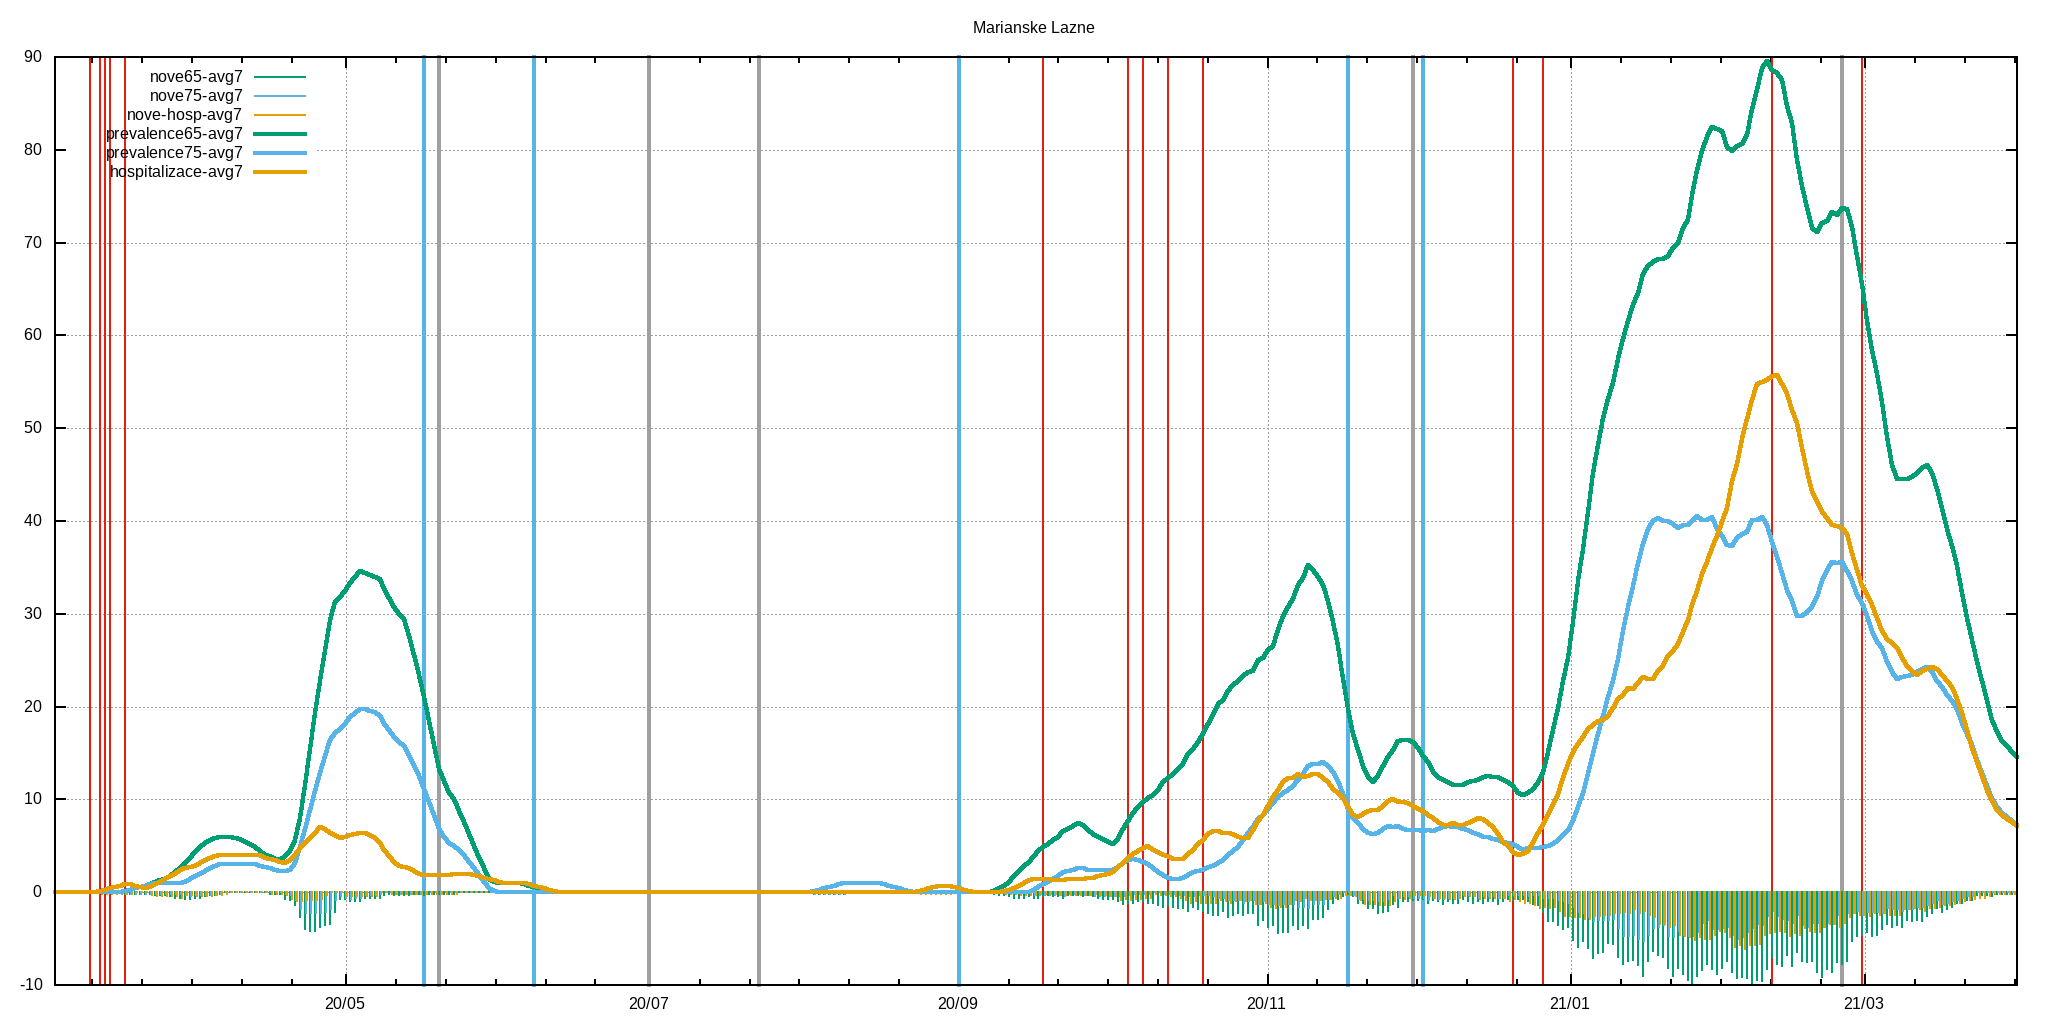 Marianske Lazne
90
80
70
60
50
40
30
20
10
0
-10
nove65-avg7
nove75-avg7
nove-hosp-avg7
prevalence65-avg7
prevalence75-avg7
hospitalizace-avg7
20/05
20/07
20/09
20/11
21/01
21/03